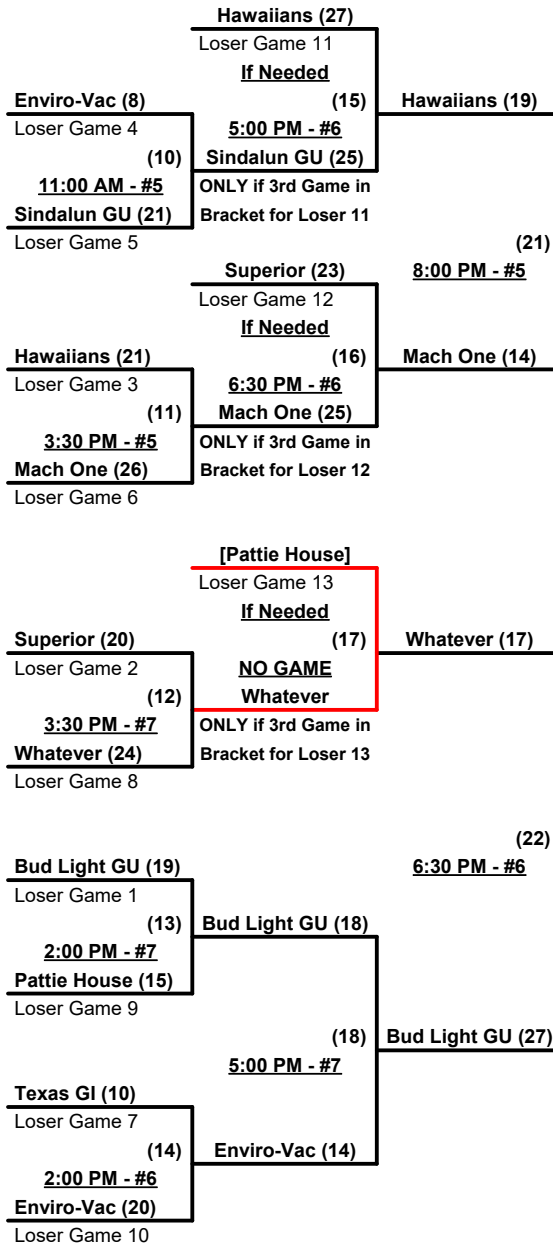 Hawaiians (27)
Loser Game 11
If Needed
Enviro-Vac (8)
(15)
Hawaiians (19)
Loser Game 4
5:00 PM - #6
(10)
Sindalun GU (25)
11:00 AM - #5
ONLY if 3rd Game in
Sindalun GU (21)
Bracket for Loser 11
Loser Game 5
(21)
Superior (23)
8:00 PM - #5
Loser Game 12
If Needed
Hawaiians (21)
(16)
Mach One (14)
Loser Game 3
6:30 PM - #6
(11)
Mach One (25)
3:30 PM - #5
ONLY if 3rd Game in
Mach One (26)
Bracket for Loser 12
Loser Game 6
[Pattie House]
Loser Game 13
If Needed
Superior (20)
(17)
Whatever (17)
Loser Game 2
NO GAME
(12)
Whatever
3:30 PM - #7
ONLY if 3rd Game in
Whatever (24)
Bracket for Loser 13
Loser Game 8
(22)
Bud Light GU (19)
6:30 PM - #6
Loser Game 1
(13)
Bud Light GU (18)
2:00 PM - #7
Pattie House (15)
Loser Game 9
(18)
Bud Light GU (27)
5:00 PM - #7
Texas GI (10)
Loser Game 7
(14)
Enviro-Vac (14)
2:00 PM - #6
Enviro-Vac (20)
Loser Game 10